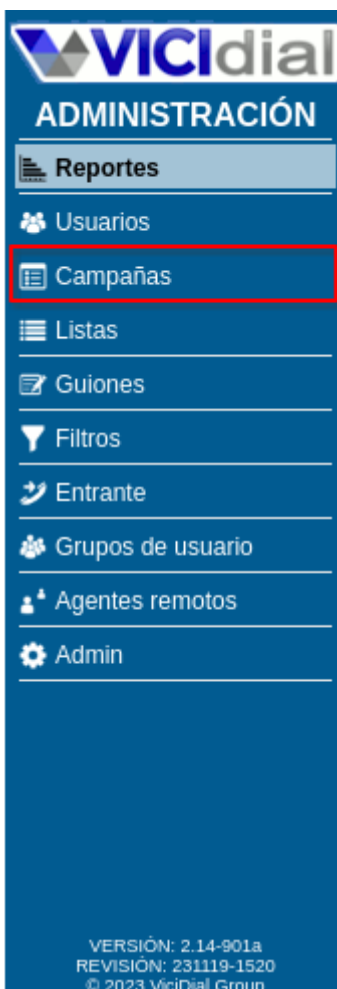 VICIdial
ADMINISTRACIÓN
Reportes
Usuarios
Campañas
Listas
Guiones
Filtros
Entrante
Grupos de usuario
Agentes remotos
Admin
VERSIÓN: 2.14-901a
REVISIÓN: 231119-1520
© 2023 ViciDial Group